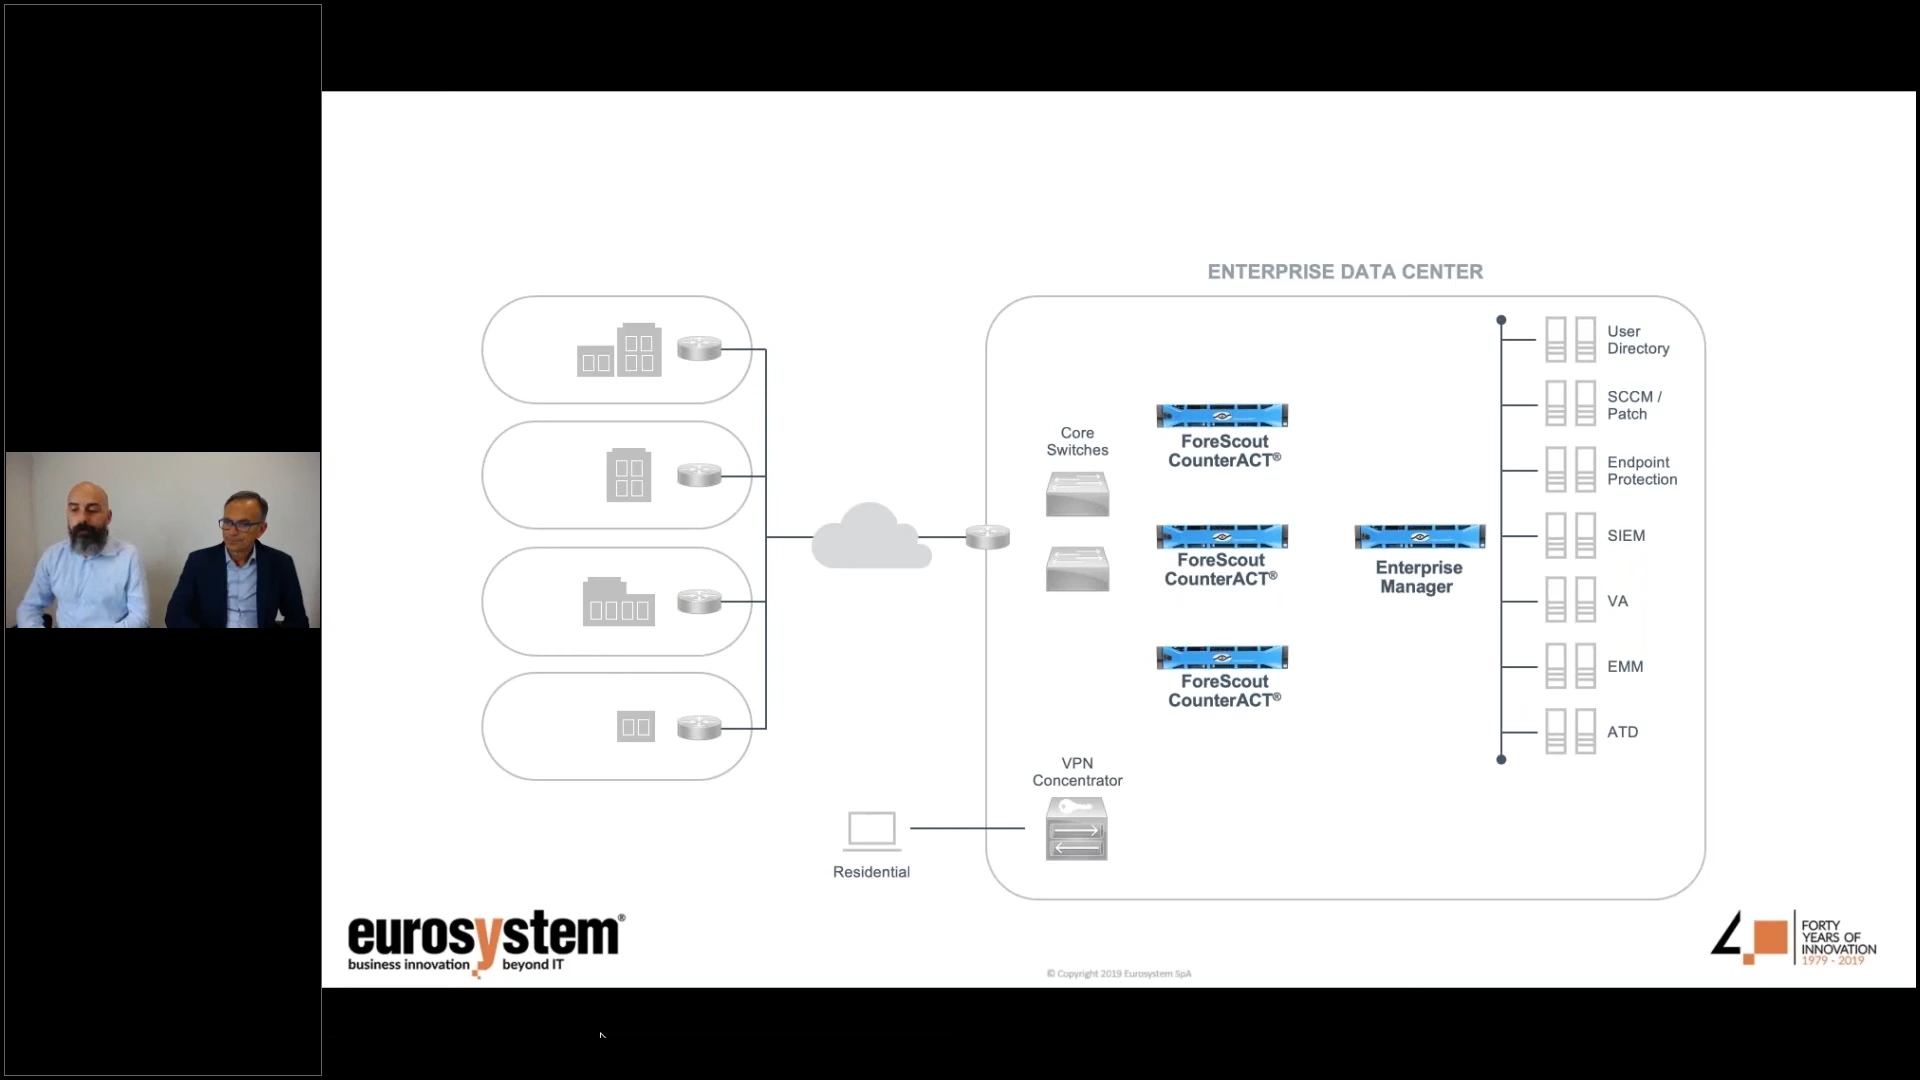 ENTERPRISE DATA CENTER
Core
Switches
ForeScout
CounterACT®
ForeScout
CounterACT®
ForeScout
CounterACT®
Enterprise
Manager
User
Directory
SCCM /
Patch
Endpoint
Protection
SIEM
VA
EMM
ATD
VPN
Concentrator
Residential
eurosystem®
business innovation beyond IT
© Copyright 2019 Eurosystem SpA
4
FORTY
YEARS OF
INNOVATION
1979 - 2019